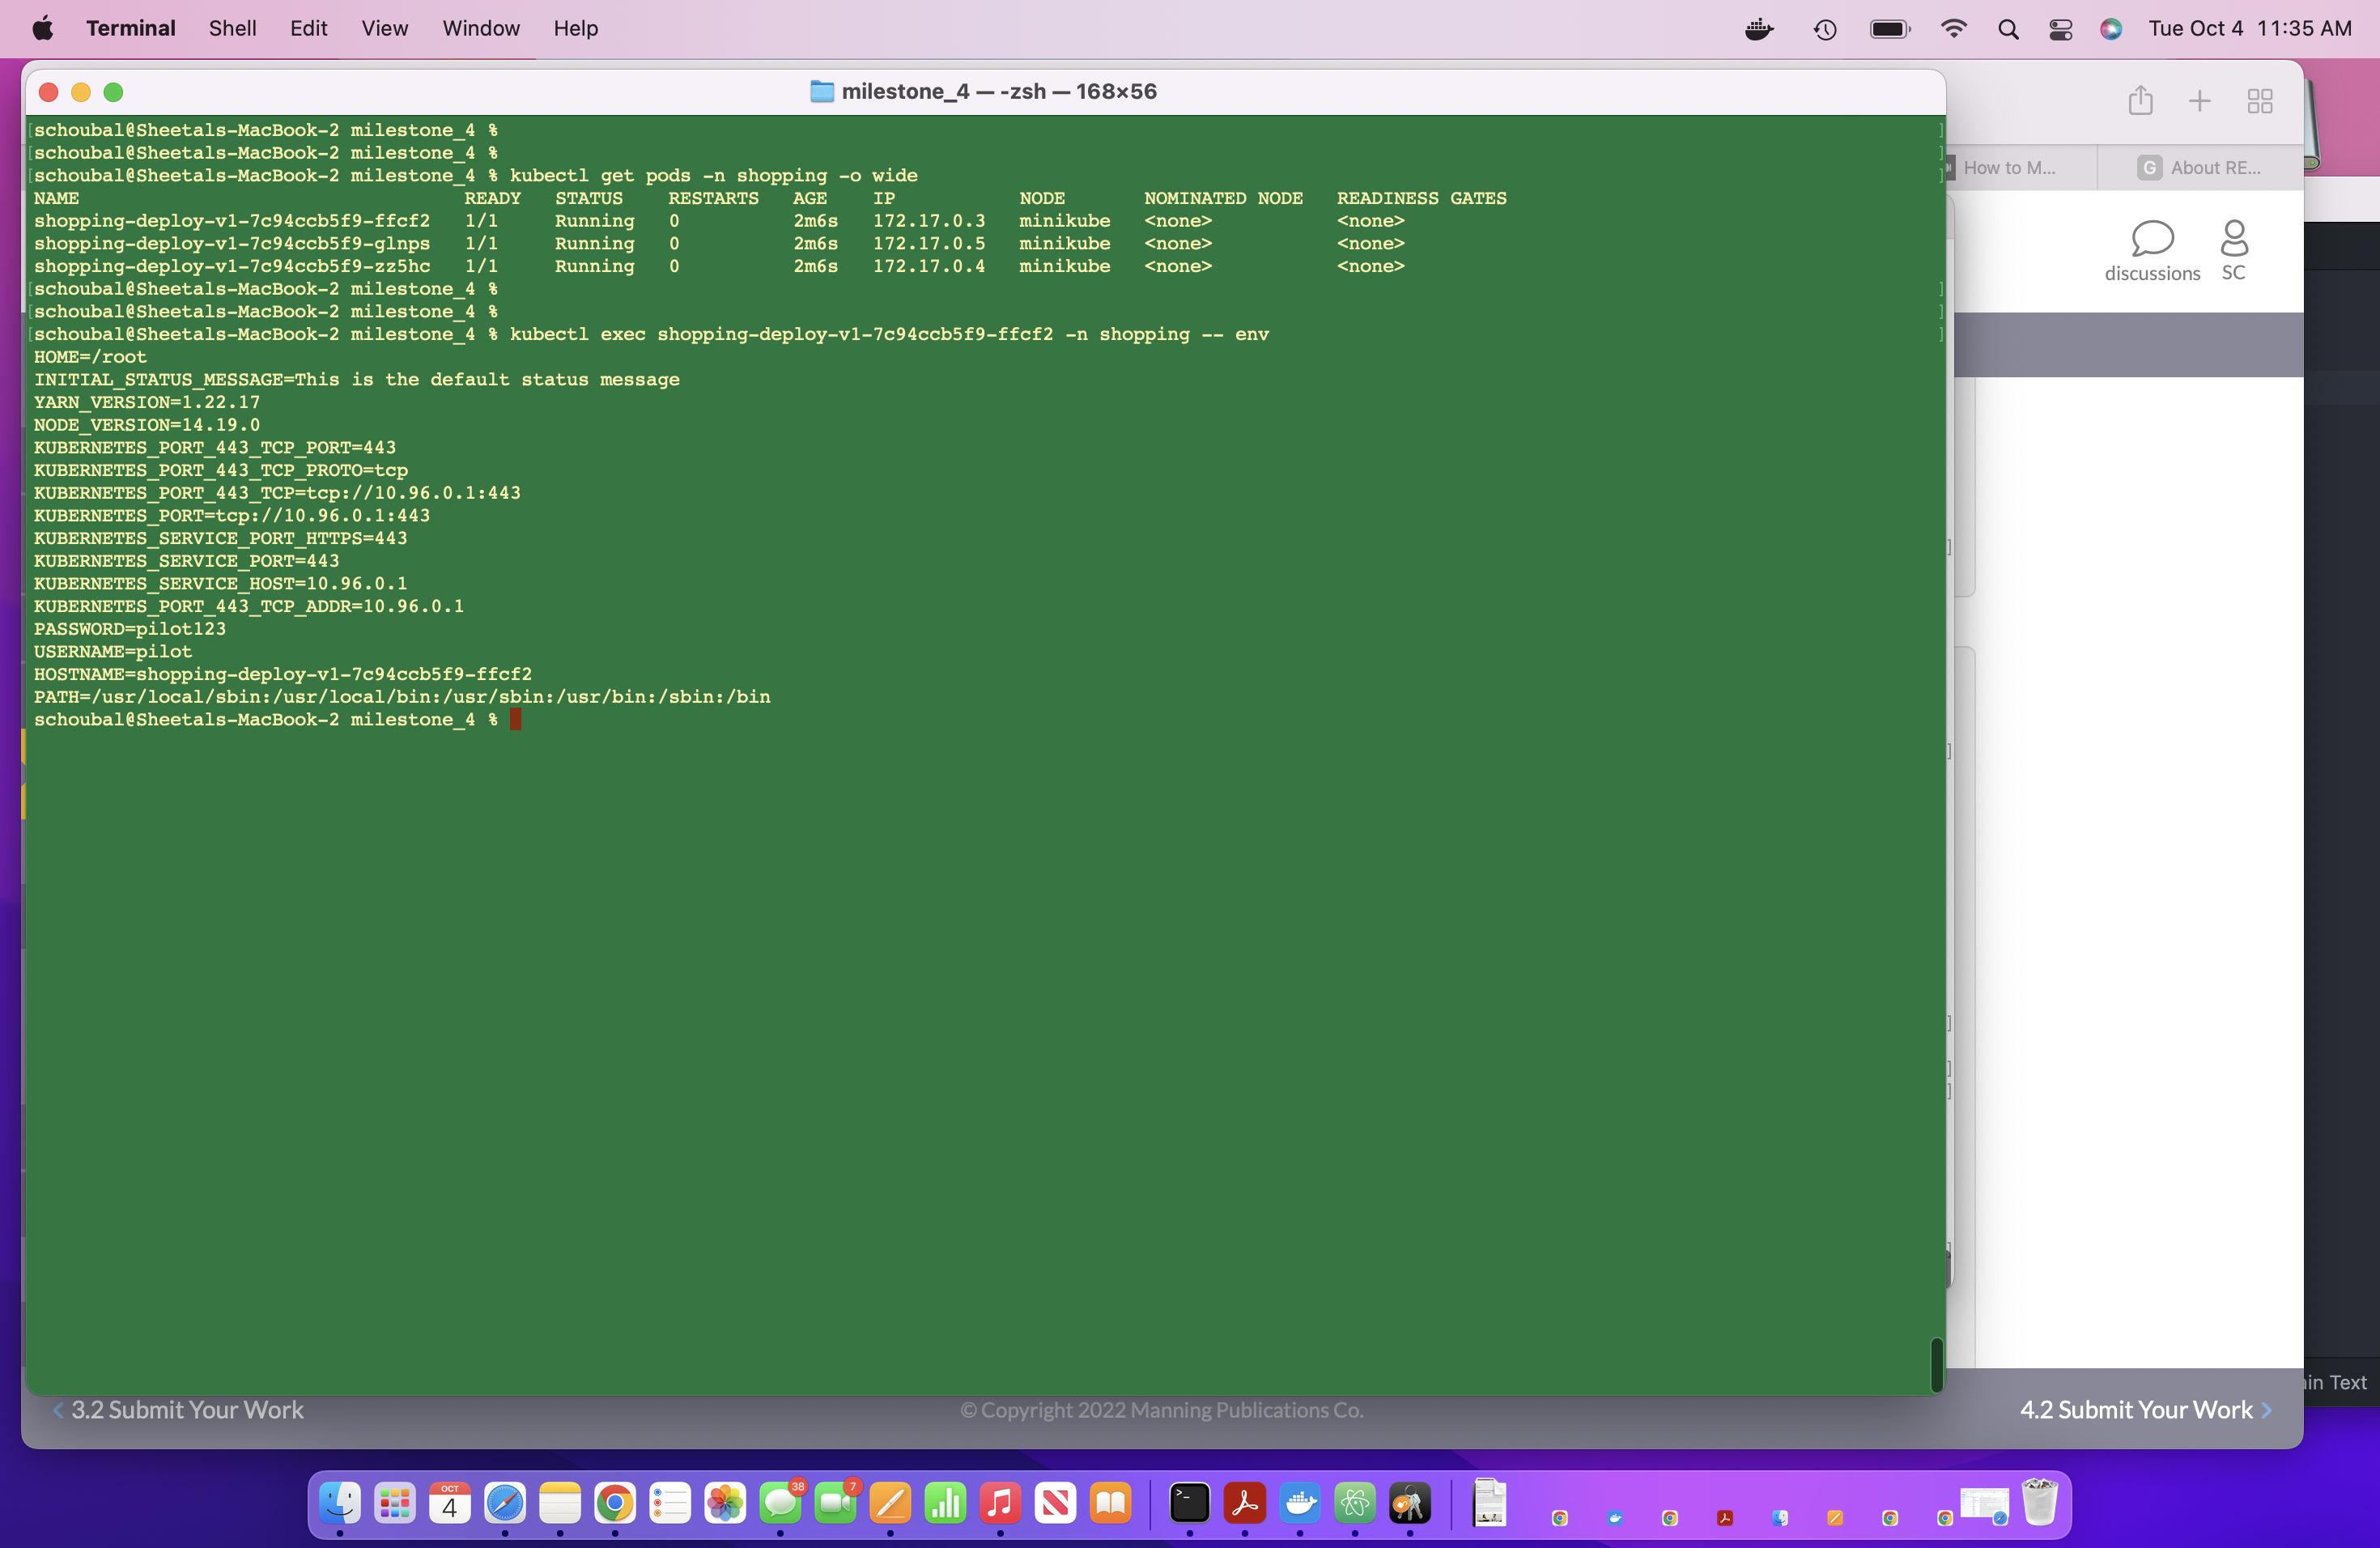 Terminal Shell Edit View Window Help Tue Oct 4 11:35 AM
milestone_4 — -zsh — 168×56
[schoubal@Sheetals-MacBook-2 milestone_4 % ]
[schoubal@Sheetals-MacBook-2 milestone_4 % ]
[schoubal@Sheetals-MacBook-2 milestone_4 % kubectl get pods -n shopping -o wide ]
NAME READY STATUS RESTARTS AGE IP NODE NOMINATED NODE READINESS GATES
shopping-deploy-v1-7c94ccb5f9-ffcf2 1/1 Running 0 2m6s 172.17.0.3 minikube <none> <none>
shopping-deploy-v1-7c94ccb5f9-glnps 1/1 Running 0 2m6s 172.17.0.5 minikube <none> <none>
shopping-deploy-v1-7c94ccb5f9-zz5hc 1/1 Running 0 2m6s 172.17.0.4 minikube <none> <none>
[schoubal@Sheetals-MacBook-2 milestone_4 % ]
[schoubal@Sheetals-MacBook-2 milestone_4 % ]
[schoubal@Sheetals-MacBook-2 milestone_4 % kubectl exec shopping-deploy-v1-7c94ccb5f9-ffcf2 -n shopping -- env ]
HOME=/root
INITIAL_STATUS_MESSAGE=This is the default status message
YARN_VERSION=1.22.17
NODE_VERSION=14.19.0
KUBERNETES_PORT_443_TCP_PORT=443
KUBERNETES_PORT_443_TCP_PROTO=tcp
KUBERNETES_PORT_443_TCP=tcp://10.96.0.1:443
KUBERNETES_PORT=tcp://10.96.0.1:443
KUBERNETES_SERVICE_PORT_HTTPS=443
KUBERNETES_SERVICE_PORT=443
KUBERNETES_SERVICE_HOST=10.96.0.1
KUBERNETES_PORT_443_TCP_ADDR=10.96.0.1
PASSWORD=pilot123
USERNAME=pilot
HOSTNAME=shopping-deploy-v1-7c94ccb5f9-ffcf2
PATH=/usr/local/sbin:/usr/local/bin:/usr/sbin:/usr/bin:/sbin:/bin
schoubal@Sheetals-MacBook-2 milestone_4 %
How to M... G About RE...
discussions SC
in Text
3.2 Submit Your Work © Copyright 2022 Manning Publications Co. 4.2 Submit Your Work
OCT
4
38
7